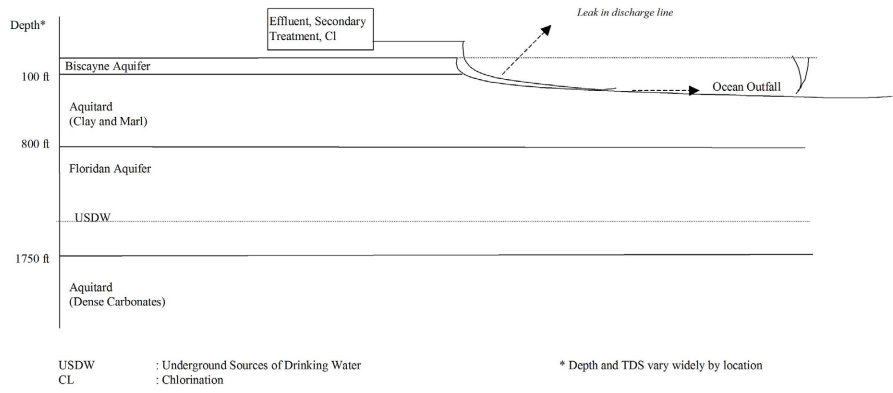 Leak in discharge line
Depth*
Effluent, Secondary
Treatment, Cl
Biscayne Aquifer
100 ft
Ocean Outfall
Aquitard
(Clay and Marl)
800 ft
Floridan Aquifer
USDW
1750 ft
Aquitard
(Dense Carbonates)
USDW : Underground Sources of Drinking Water
* Depth and TDS vary widely by location
CL : Chlorination